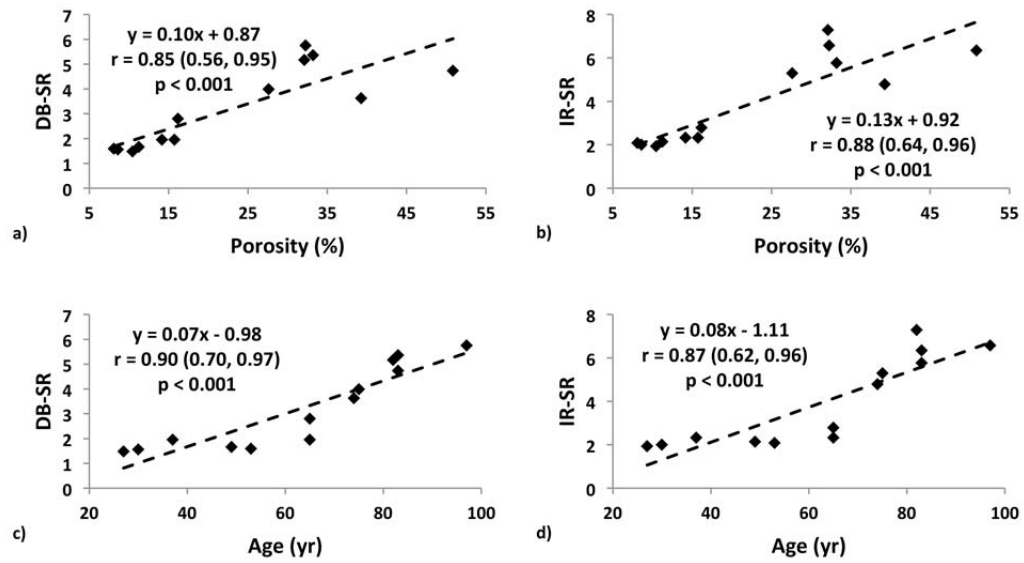 7
6
5
4
3
2
1
0
DB-SR
y = 0.10x + 0.87
r = 0.85 (0.56, 0.95)
p < 0.001
5 15 25 35 45 55
a)
Porosity (%)
8
6
4
2
0
IR-SR
y = 0.13x + 0.92
r = 0.88 (0.64, 0.96)
p < 0.001
5 15 25 35 45 55
b)
Porosity (%)
7
6
5
4
3
2
1
0
DB-SR
y = 0.07x - 0.98
r = 0.90 (0.70, 0.97)
p < 0.001
20 40 60 80 100
c)
Age (yr)
8
6
4
2
0
IR-SR
y = 0.08x - 1.11
r = 0.87 (0.62, 0.96)
p < 0.001
20 40 60 80 100
d)
Age (yr)